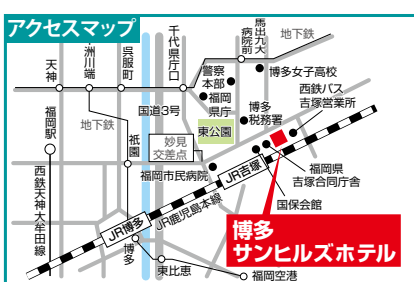 アクセスマップ
天神
洲川端
呉服町
千代県庁口
馬出九大
病院前
地下鉄
警察
本部
福岡
県庁
博多女子高校
西鉄バス
吉塚営業所
博多
税務署
国道3号
地下鉄
東公園
福岡駅
祇園
妙見
交差点
福岡市民病院
JR吉塚
福岡県
吉塚合同庁舎
国保会館
西鉄天神大牟田線
JR博多
JR鹿児島本線
博多
サンヒルズホテル
博多
東比恵
福岡空港